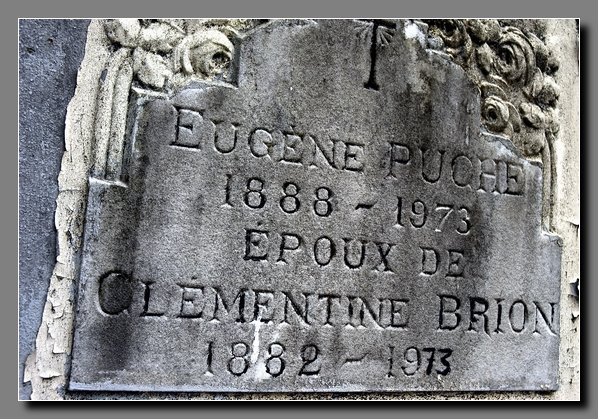 EUGÈNE PUCHE
1888 - 1973
ÉPOUX DE
CLÉMENTINE BRION
1882 - 1973